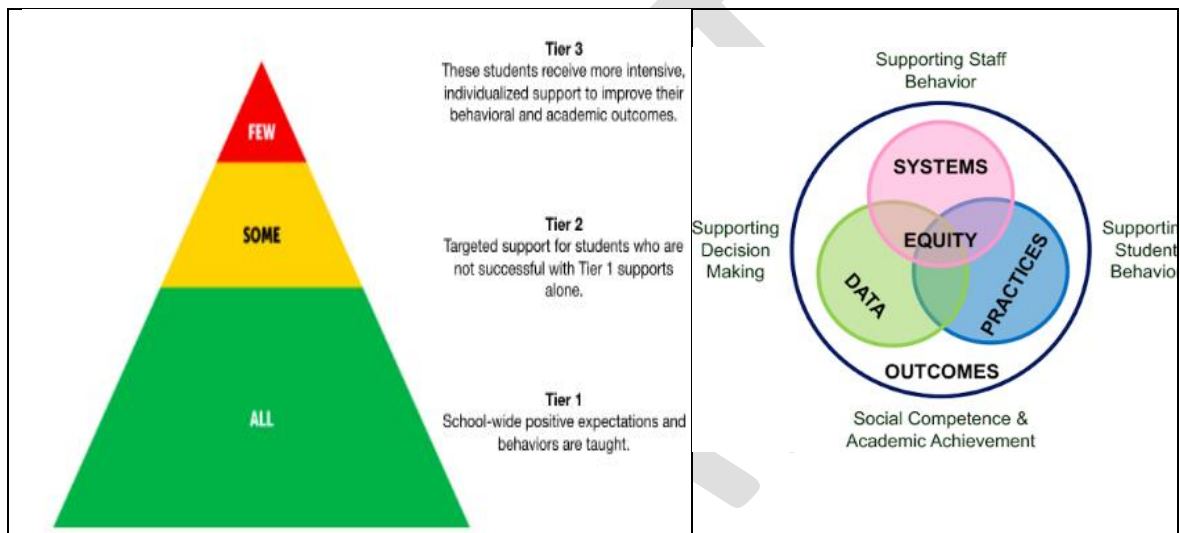 Tier 3
These students receive more intensive,
individualized support to improve their
behavioral and academic outcomes.
FEW
Tier 2
Targeted support for students who are
not successful with Tier 1 supports
alone.
SOME
Tier 1
School-wide positive expectations and
behaviors are taught.
ALL
Supporting Staff
Behavior
SYSTEMS
Supporting
Decision
Making
EQUITY
DATA
PRACTICES
Supportin
Student
Behavio
OUTCOMES
Social Competence &
Academic Achievement